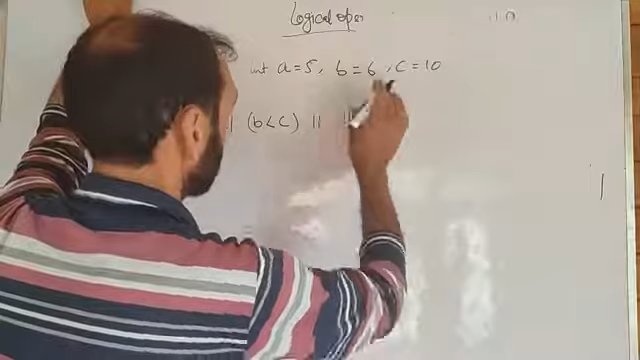 Logical oper
int a = 5, b = 6, c = 10
(b < c) ||